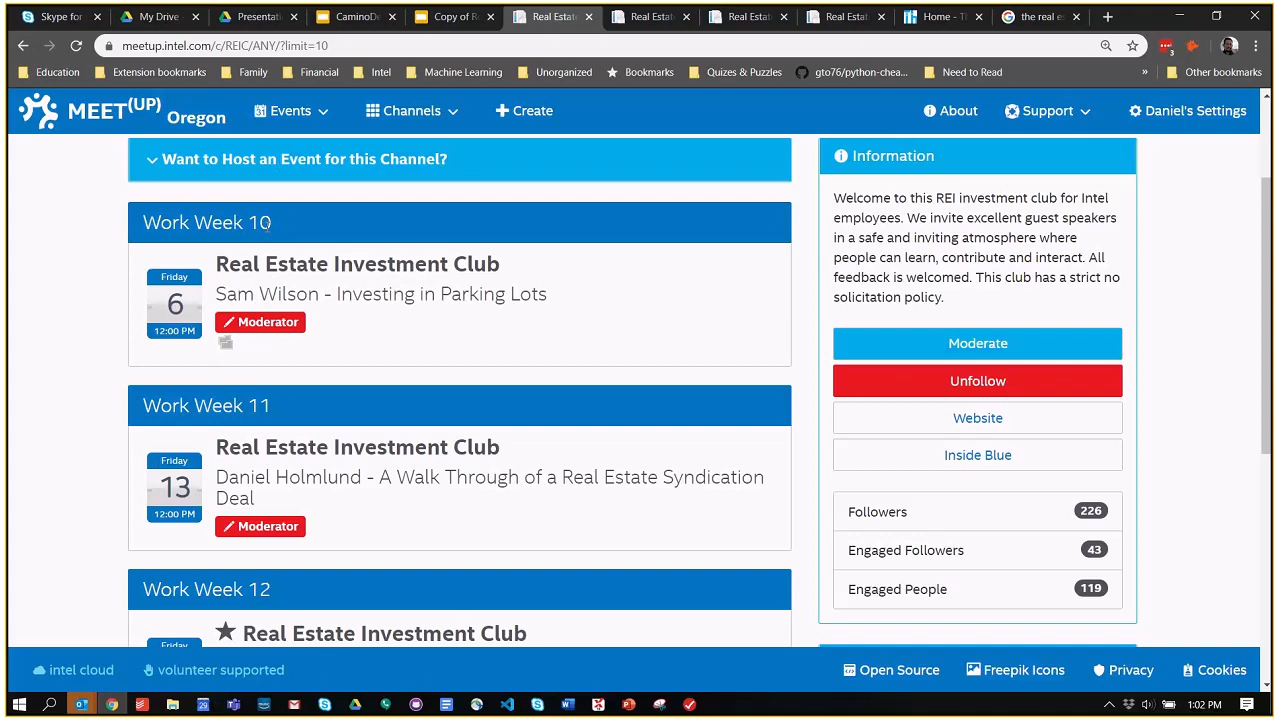 Skype fo
My Drive
Presentati
CaminoDe
Copy of R
Real Estate
Real Estat
Real Estat
Real Estat
Home - T
the real e
meetup.intel.com/c/REIC/ANY/?limit=10
3
Education
Extension bookmarks
Family
Financial
Intel
Machine Learning
Unorganized
Bookmarks
Quizes & Puzzles
gto76/python-chea...
Need to Read
»
Other bookmarks
MEET(UP) Oregon
Events
Channels
Create
About
Support
Daniel's Settings
Want to Host an Event for this Channel?
Work Week 10
Friday
6
12:00 PM
Real Estate Investment Club
Sam Wilson - Investing in Parking Lots
Moderator
Work Week 11
Friday
13
12:00 PM
Real Estate Investment Club
Daniel Holmlund - A Walk Through of a Real Estate Syndication
Deal
Moderator
Work Week 12
Friday
Real Estate Investment Club
Information
Welcome to this REI investment club for Intel
employees. We invite excellent guest speakers
in a safe and inviting atmosphere where
people can learn, contribute and interact. All
feedback is welcomed. This club has a strict no
solicitation policy.
Moderate
Unfollow
Website
Inside Blue
Followers 226
Engaged Followers 43
Engaged People 119
intel cloud
volunteer supported
Open Source
Freepik Icons
Privacy
Cookies
1:02 PM